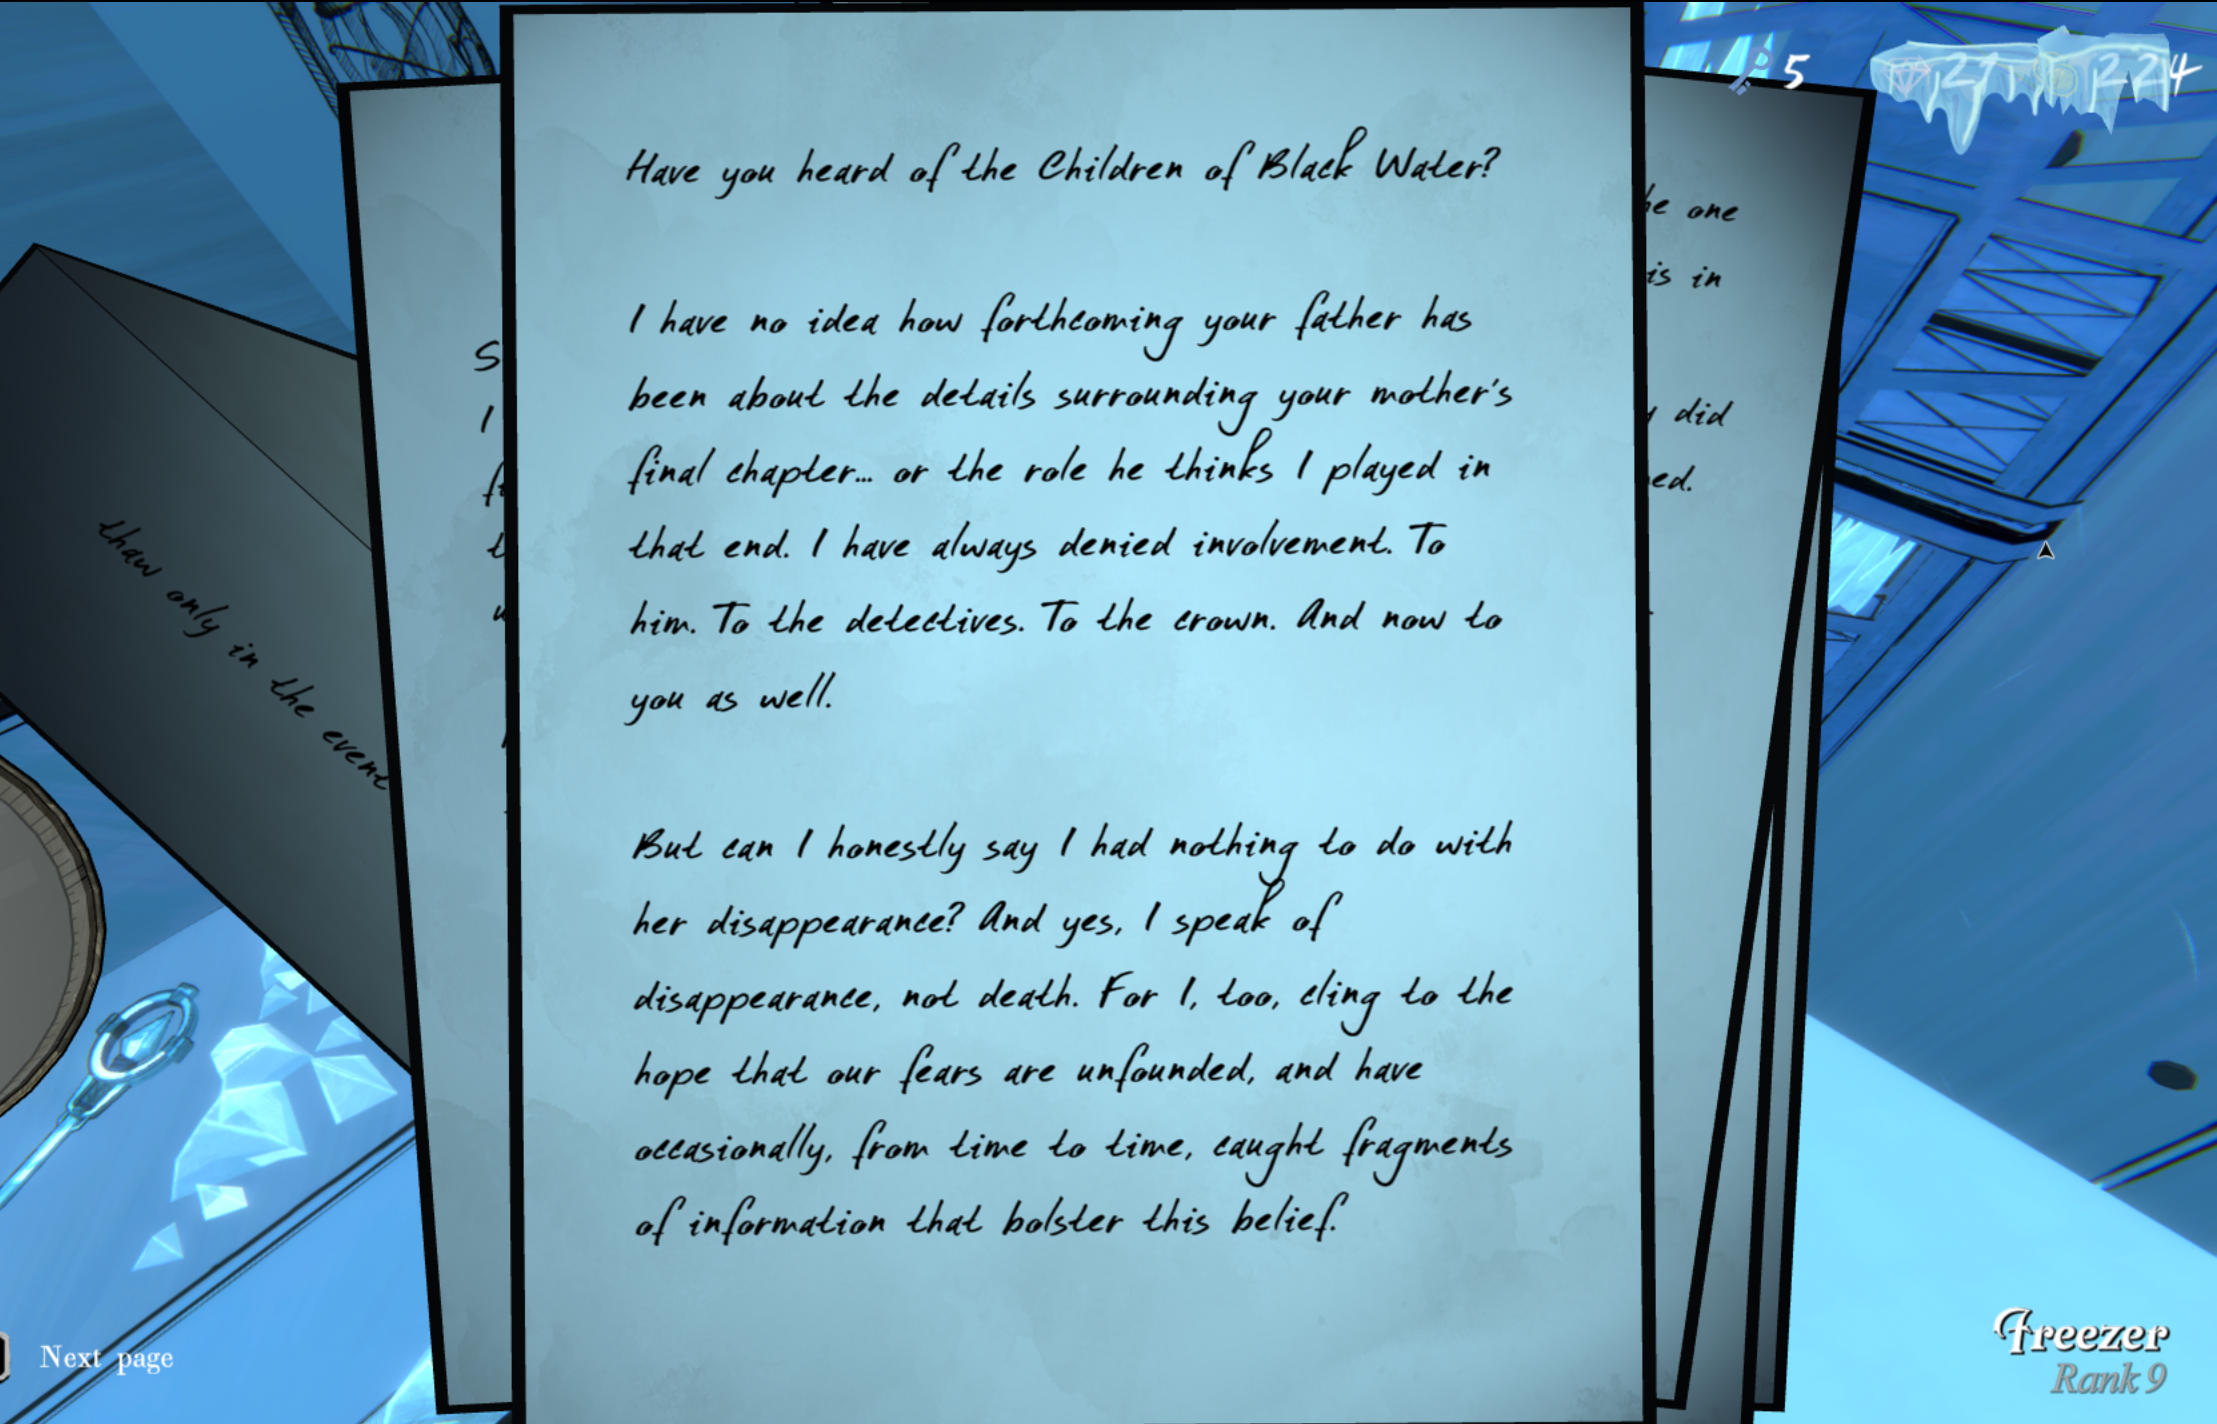 5
27 224
Have you heard of the Children of Black Water?
I have no idea how forthcoming your father has
been about the details surrounding your mother's
final chapter... or the role he thinks I played in
that end. I have always denied involvement. To
him. To the detectives. To the crown. And now to
you as well.
But can I honestly say I had nothing to do with
her disappearance? And yes, I speak of
disappearance, not death. For I, too, cling to the
hope that our fears are unfounded, and have
occasionally, from time to time, caught fragments
of information that bolster this belief.
one
is in
did
thaw only in the event
S
I
Next page
Freezer
Rank 9